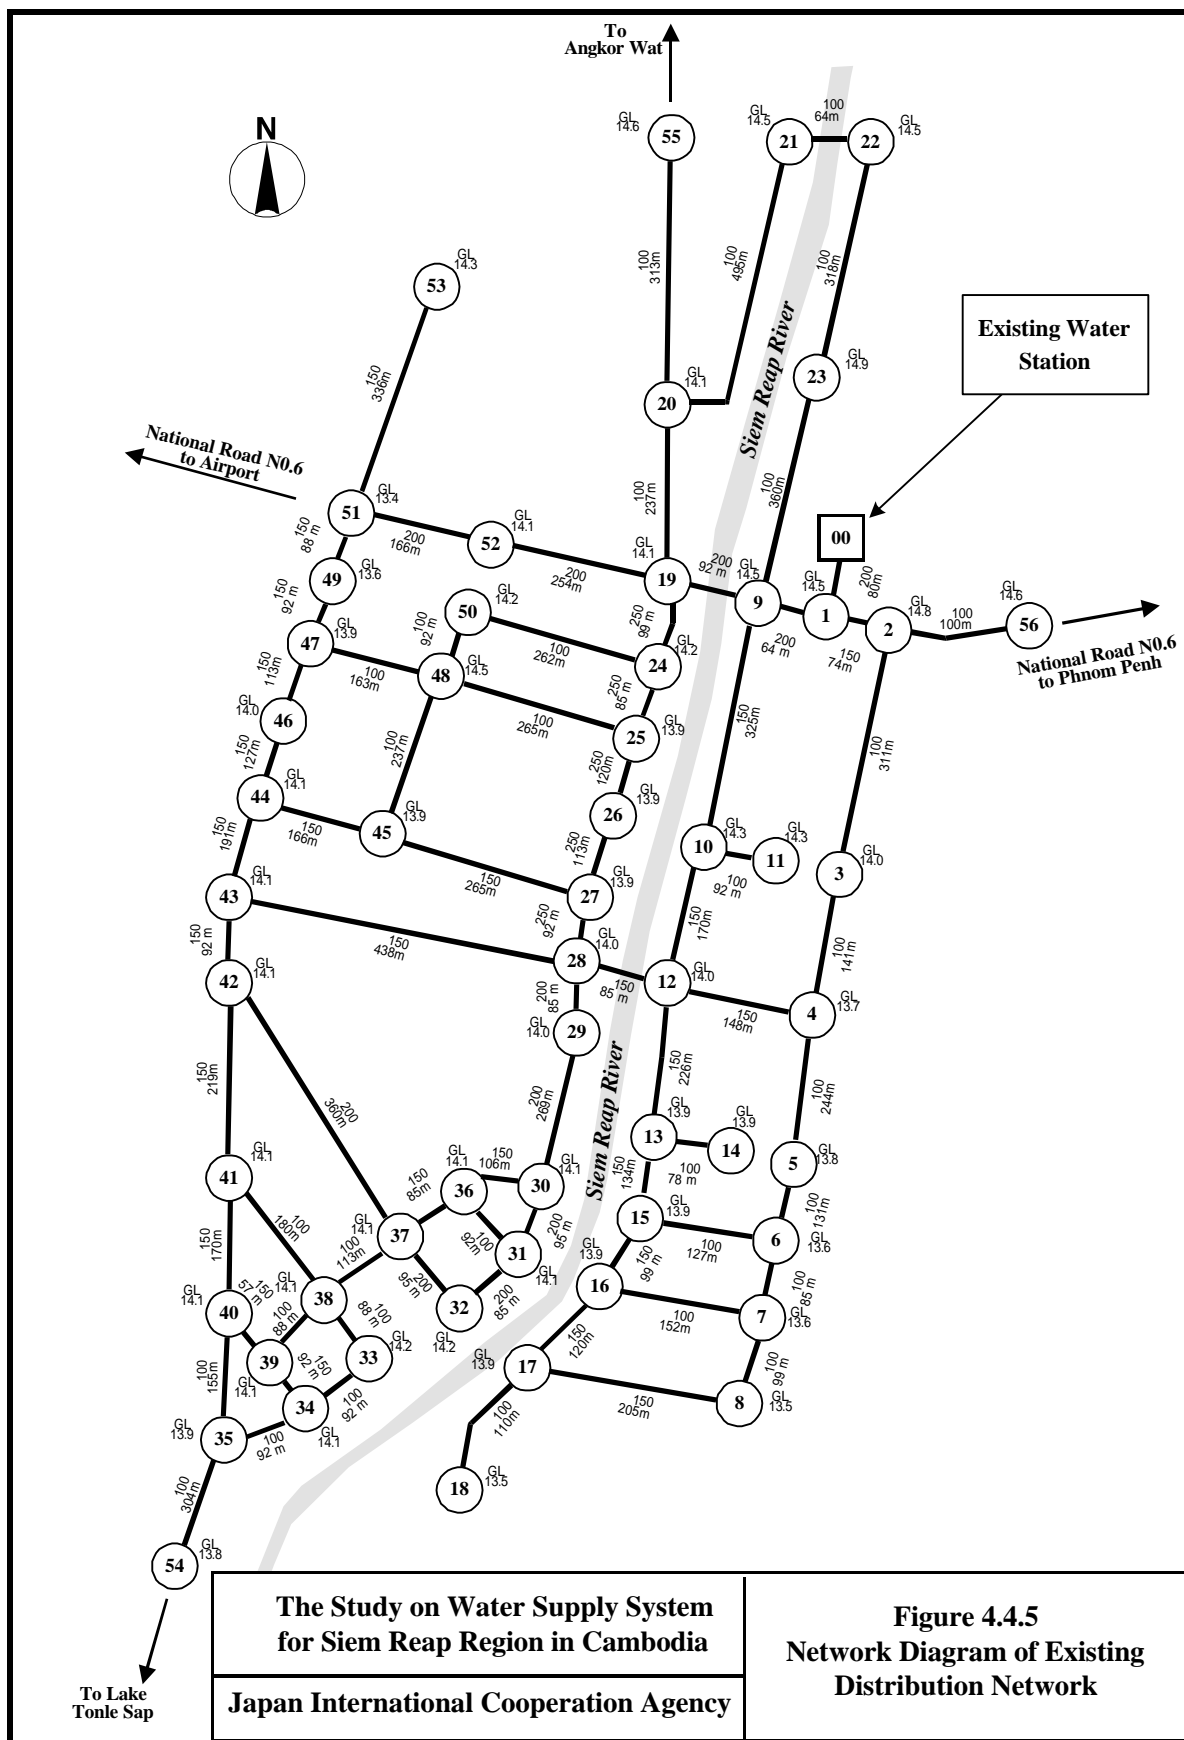 To
Angkor Wat
N
GL
14.6
55
GL
14.5
21
100
64m
22
GL
14.5
100
313m
100
495m
100
318m
GL
14.3
53
Siem Reap River
Existing Water
Station
150
336m
GL
14.1
20
23
GL
14.9
National Road N0.6
to Airport
100
237m
100
360m
GL
13.4
51
200
166m
GL
14.1
52
200
254m
GL
14.1
19
200
92 m
GL
14.5
9
00
200
80m
GL
14.5
1
200
64 m
150
74m
GL
14.8
2
100
100m
GL
14.6
56
National Road N0.6
to Phnom Penh
150
88 m
49
GL
13.6
150
92 m
47
GL
13.9
100
92 m
50
GL
14.2
100
262m
250
99 m
24
GL
14.2
100
163m
48
GL
14.5
100
265m
250
85 m
25
GL
13.9
150
113m
GL
14.0
46
150
127m
100
237m
250
120m
26
GL
13.9
150
325m
100
311m
44
GL
14.1
150
166m
45
GL
13.9
150
265m
250
113m
27
GL
13.9
10
GL
14.3
100
92 m
11
GL
14.3
3
GL
14.0
150
191m
43
GL
14.1
150
438m
250
92 m
28
GL
14.0
150
85 m
150
170m
12
GL
14.0
150
148m
100
141m
4
GL
13.7
150
92 m
42
GL
14.1
200
85 m
GL
14.0
29
150
219m
200
360m
200
269m
Siem Reap River
150
226m
100
244m
13
GL
13.9
100
78 m
14
GL
13.9
5
GL
13.8
41
GL
14.1
GL
14.1
36
150
106m
30
GL
14.1
150
85m
100
92m
200
95 m
31
GL
14.1
150
134m
15
GL
13.9
100
127m
100
131m
6
GL
13.6
150
170m
100
180m
GL
14.1
37
100
113m
200
95 m
32
GL
14.2
200
85 m
GL
13.9
16
150
99 m
100
152m
100
85 m
7
GL
13.6
GL
14.1
40
150
57 m
GL
14.1
38
100
88 m
100
88 m
33
GL
14.2
GL
14.1
39
150
92 m
34
GL
14.1
100
92 m
150
120m
GL
13.9
17
150
205m
100
99 m
8
GL
13.5
100
155m
GL
13.9
35
100
92 m
100
110m
18
GL
13.5
100
304m
54
GL
13.8
To Lake
Tonle Sap
The Study on Water Supply System
for Siem Reap Region in Cambodia
Japan International Cooperation Agency
Figure 4.4.5
Network Diagram of Existing
Distribution Network